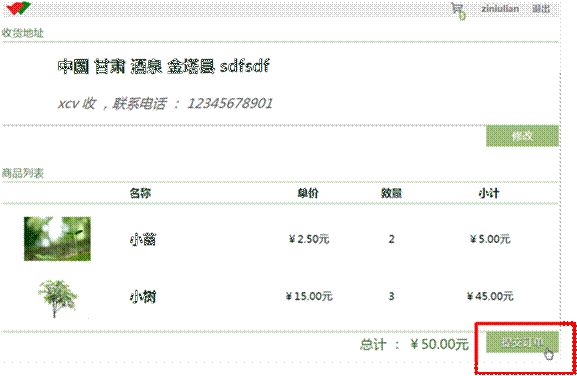 0 ziniulian 退出
收货地址
中国 甘肃 酒泉 金塔县 sdfsdf
xcv 收 ，联系电话 ： 12345678901
修改
商品列表
名称 单价 数量 小计
小苗 ￥2.50元 2 ￥5.00元
小树 ￥15.00元 3 ￥45.00元
总计 ： ￥50.00元 提交订单